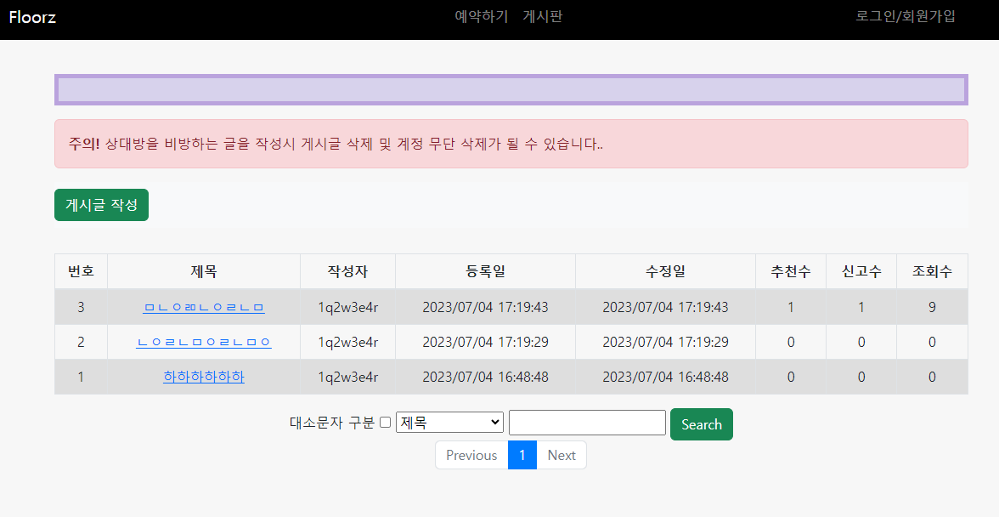 Floorz 예약하기 게시판 로그인/회원가입
주의! 상대방을 비방하는 글을 작성시 게시글 삭제 및 계정 무단 삭제가 될 수 있습니다..
게시글 작성
번호 제목 작성자 등록일 수정일 추천수 신고수 조회수
3 ㅁㄴㅇㄻㄴㅇㄹㄴㅁ 1q2w3e4r 2023/07/04 17:19:43 2023/07/04 17:19:43 1 1 9
2 ㄴㅇㄹㄴㅁㅇㄹㄴㅁㅇ 1q2w3e4r 2023/07/04 17:19:29 2023/07/04 17:19:29 0 0 0
1 하하하하하하 1q2w3e4r 2023/07/04 16:48:48 2023/07/04 16:48:48 0 0 0
대소문자 구분 제목 Search
Previous 1 Next